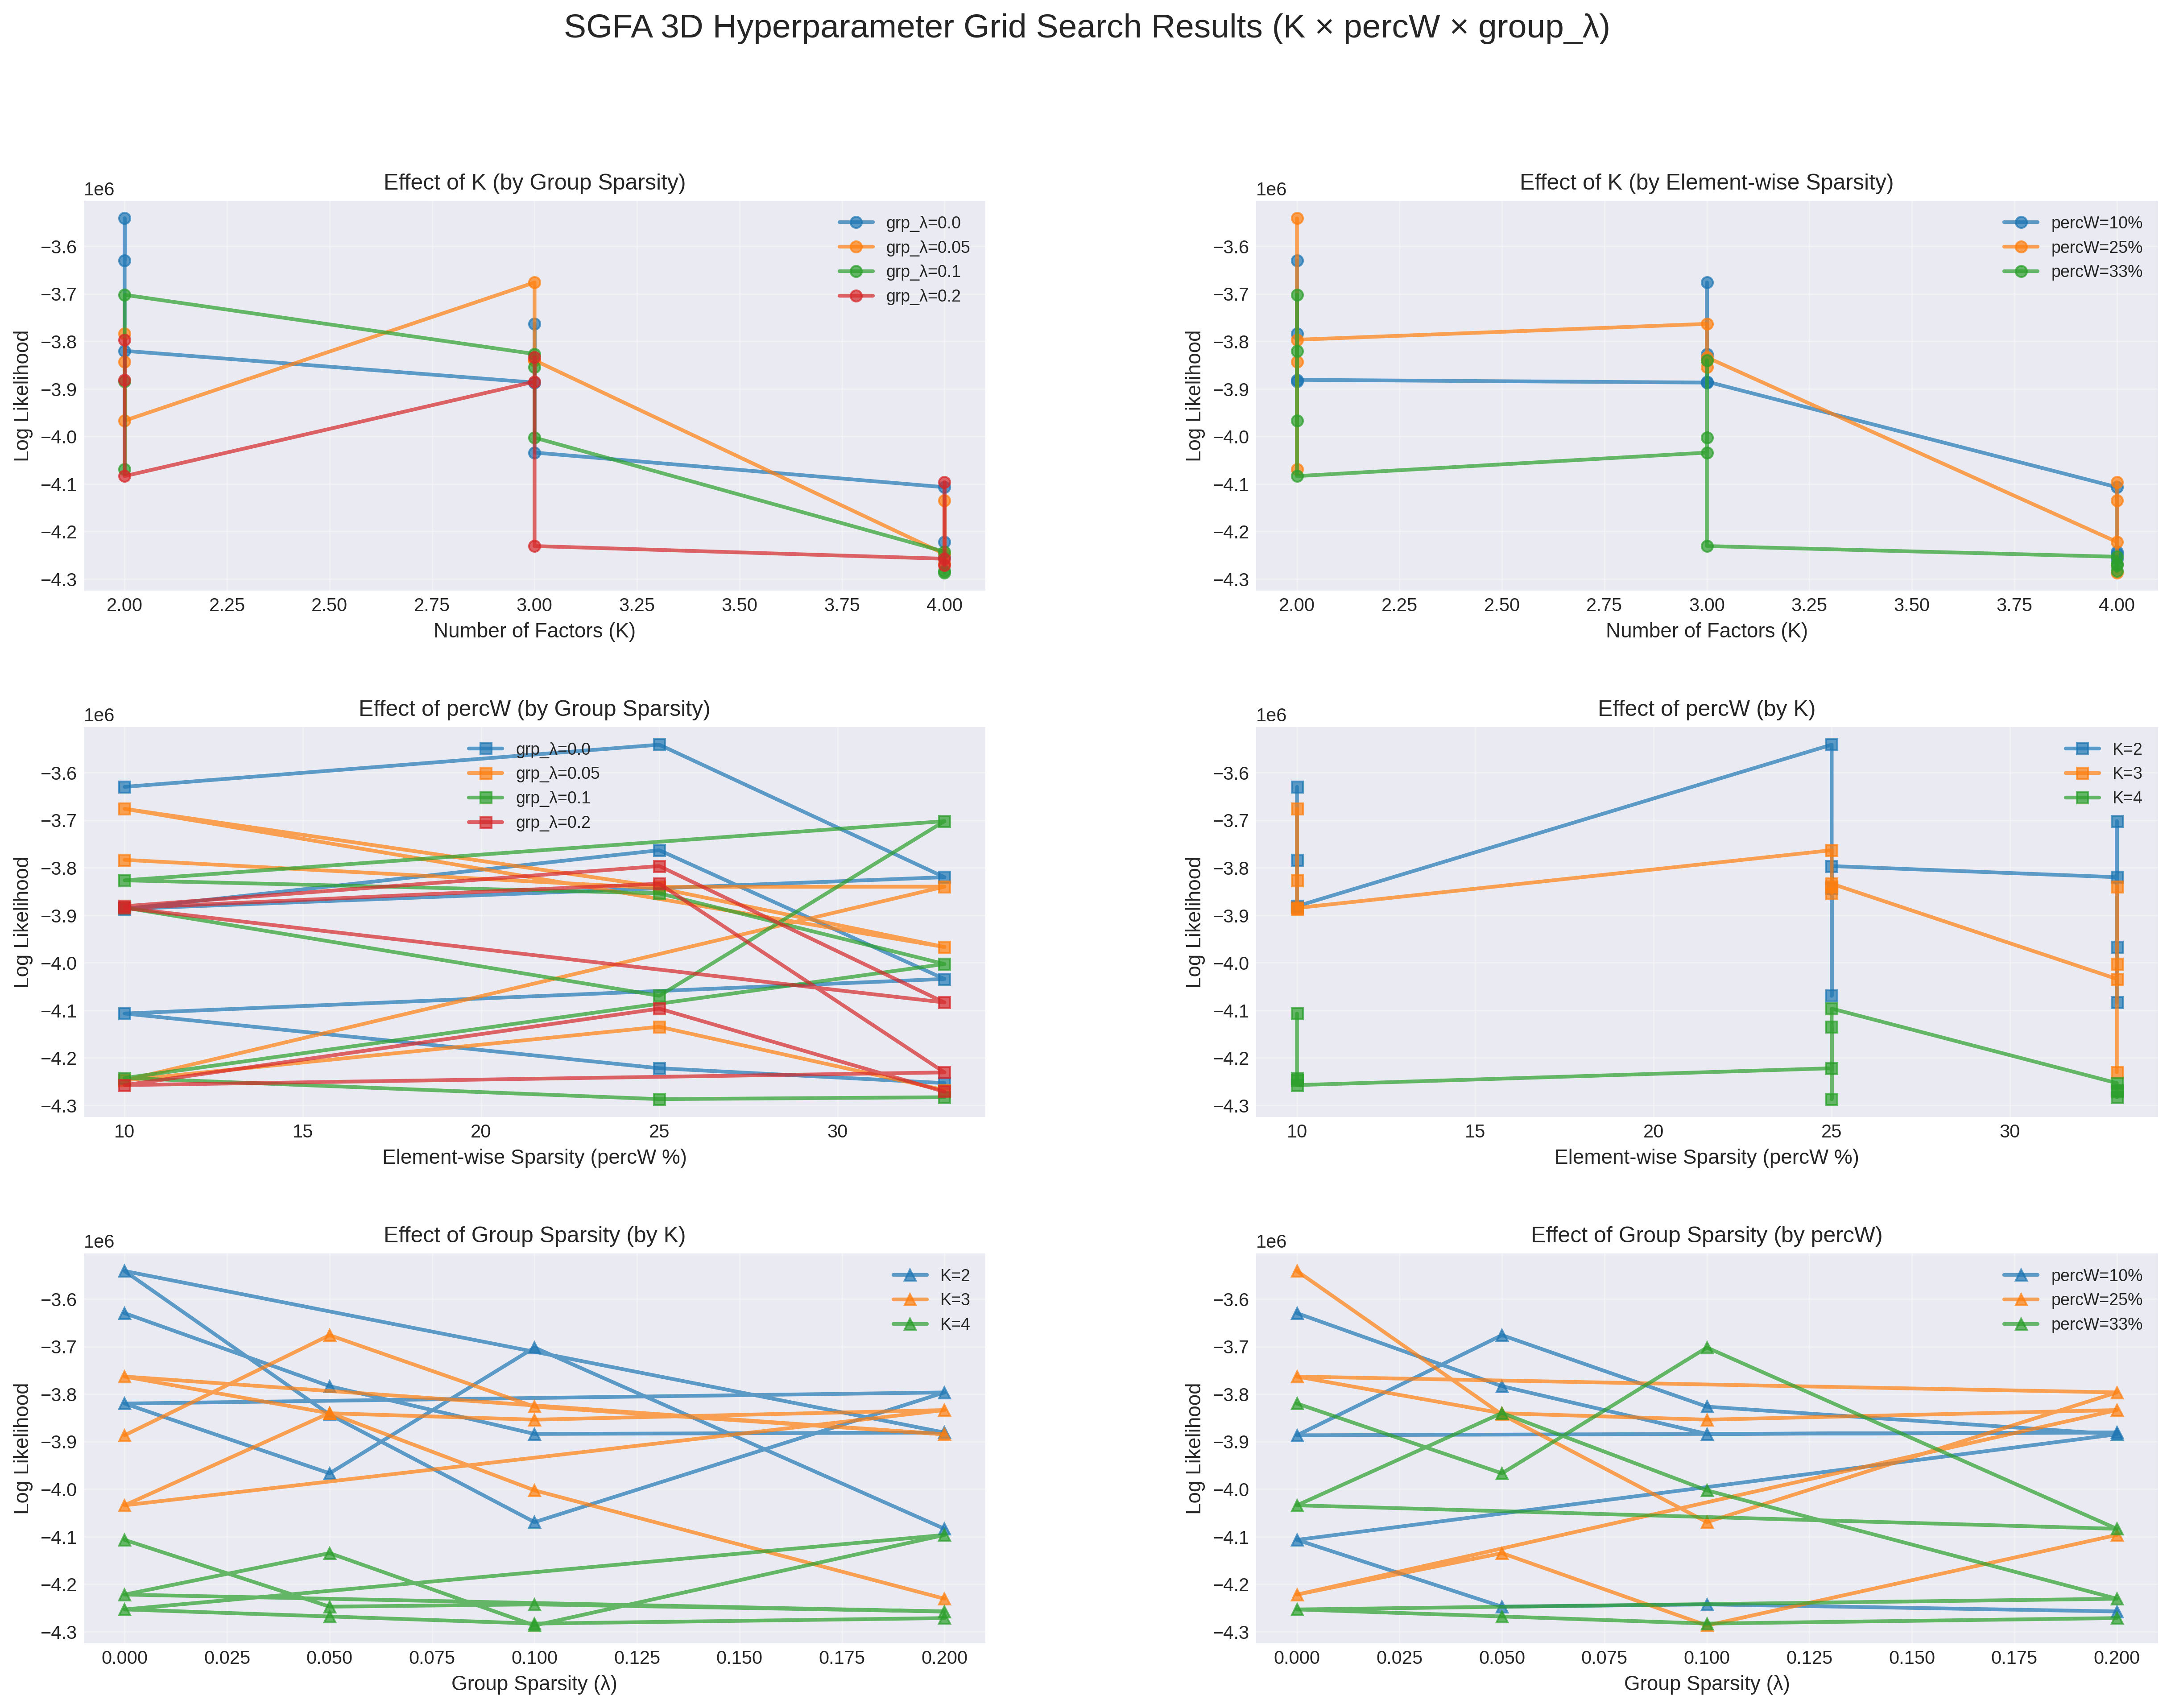 SGFA 3D Hyperparameter Grid Search Results (K × percW × group_λ)
Effect of K (by Group Sparsity)
1e6
grp_λ=0.0
grp_λ=0.05
grp_λ=0.1
grp_λ=0.2
−3.6
−3.7
−3.8
−3.9
−4.0
−4.1
−4.2
−4.3
Log Likelihood
2.00 2.25 2.50 2.75 3.00 3.25 3.50 3.75 4.00
Number of Factors (K)
Effect of K (by Element-wise Sparsity)
1e6
percW=10%
percW=25%
percW=33%
−3.6
−3.7
−3.8
−3.9
−4.0
−4.1
−4.2
−4.3
Log Likelihood
2.00 2.25 2.50 2.75 3.00 3.25 3.50 3.75 4.00
Number of Factors (K)
Effect of percW (by Group Sparsity)
1e6
grp_λ=0.0
grp_λ=0.05
grp_λ=0.1
grp_λ=0.2
−3.6
−3.7
−3.8
−3.9
−4.0
−4.1
−4.2
−4.3
Log Likelihood
10 15 20 25 30
Element-wise Sparsity (percW %)
Effect of percW (by K)
1e6
K=2
K=3
K=4
−3.6
−3.7
−3.8
−3.9
−4.0
−4.1
−4.2
−4.3
Log Likelihood
10 15 20 25 30
Element-wise Sparsity (percW %)
Effect of Group Sparsity (by K)
1e6
K=2
K=3
K=4
−3.6
−3.7
−3.8
−3.9
−4.0
−4.1
−4.2
−4.3
Log Likelihood
0.000 0.025 0.050 0.075 0.100 0.125 0.150 0.175 0.200
Group Sparsity (λ)
Effect of Group Sparsity (by percW)
1e6
percW=10%
percW=25%
percW=33%
−3.6
−3.7
−3.8
−3.9
−4.0
−4.1
−4.2
−4.3
Log Likelihood
0.000 0.025 0.050 0.075 0.100 0.125 0.150 0.175 0.200
Group Sparsity (λ)